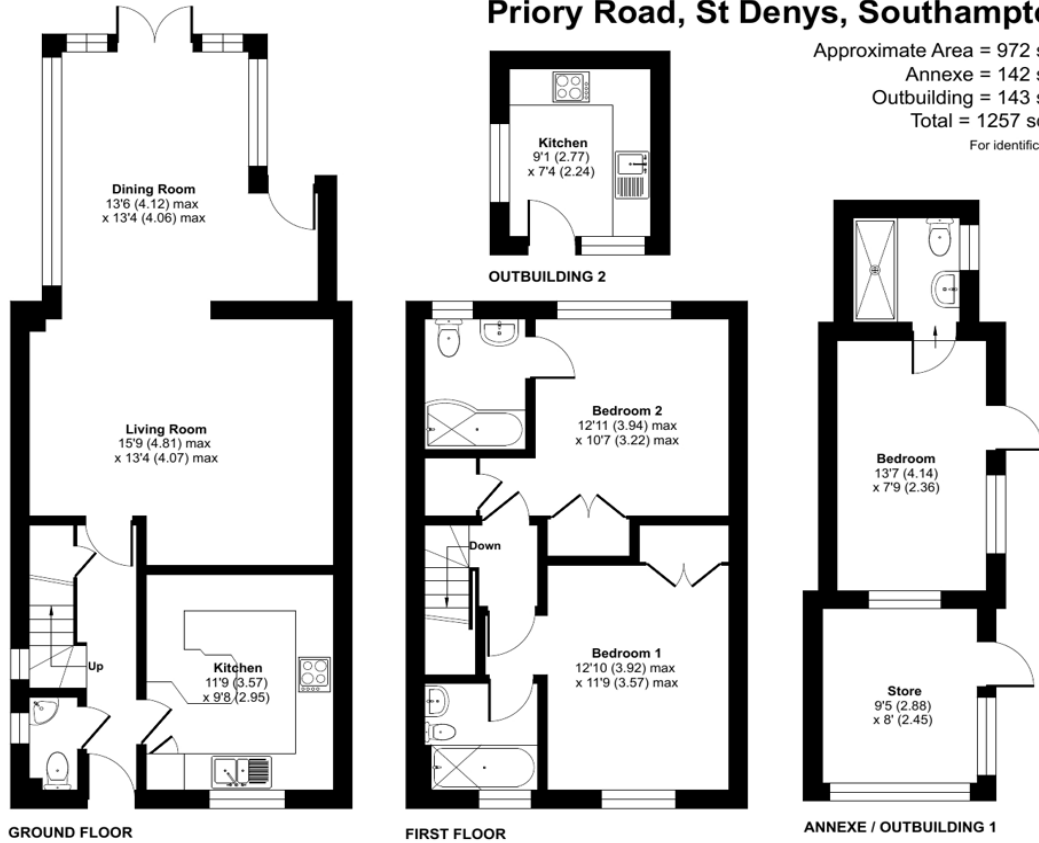 Priory Road, St Denys,
Approximate Area = 972
Annexe = 142
Outbuilding = 143
Total = 1257
For
Dining Room
13'6 (4.12) max
x 13'4 (4.06) max
Kitchen
9'1 (2.77)
x 7'4 (2.24)
OUTBUILDING 2
Living Room
15'9 (4.81) max
x 13'4 (4.07) max
Up
Kitchen
11'9 (3.57)
x 9'8 (2.95)
GROUND FLOOR
Bedroom 2
12'11 (3.94) max
x 10'7 (3.22) max
Down
Bedroom 1
12'10 (3.92) max
x 11'9 (3.57) max
FIRST FLOOR
Bedroom
13'7 (4.14)
x 7'9 (2.36)
Store
9'5 (2.88)
x 8' (2.45)
ANNEXE / OUTBUILDING 1